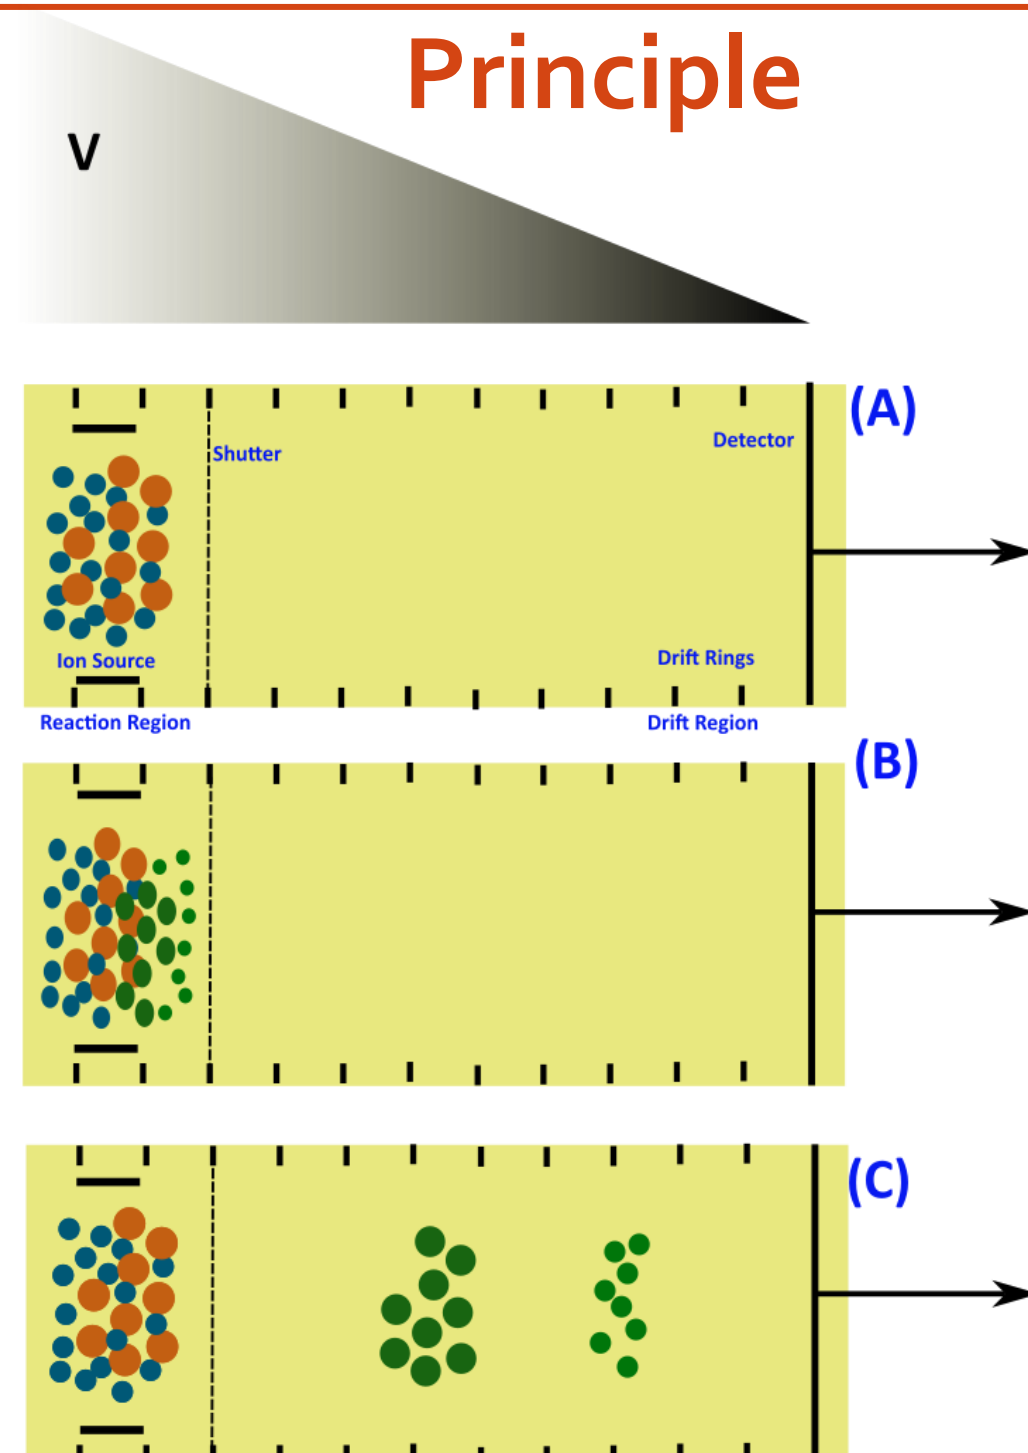 Principle
V
(A)
Shutter
Detector
Ion Source
Drift Rings
Reaction Region
Drift Region
(B)
(C)